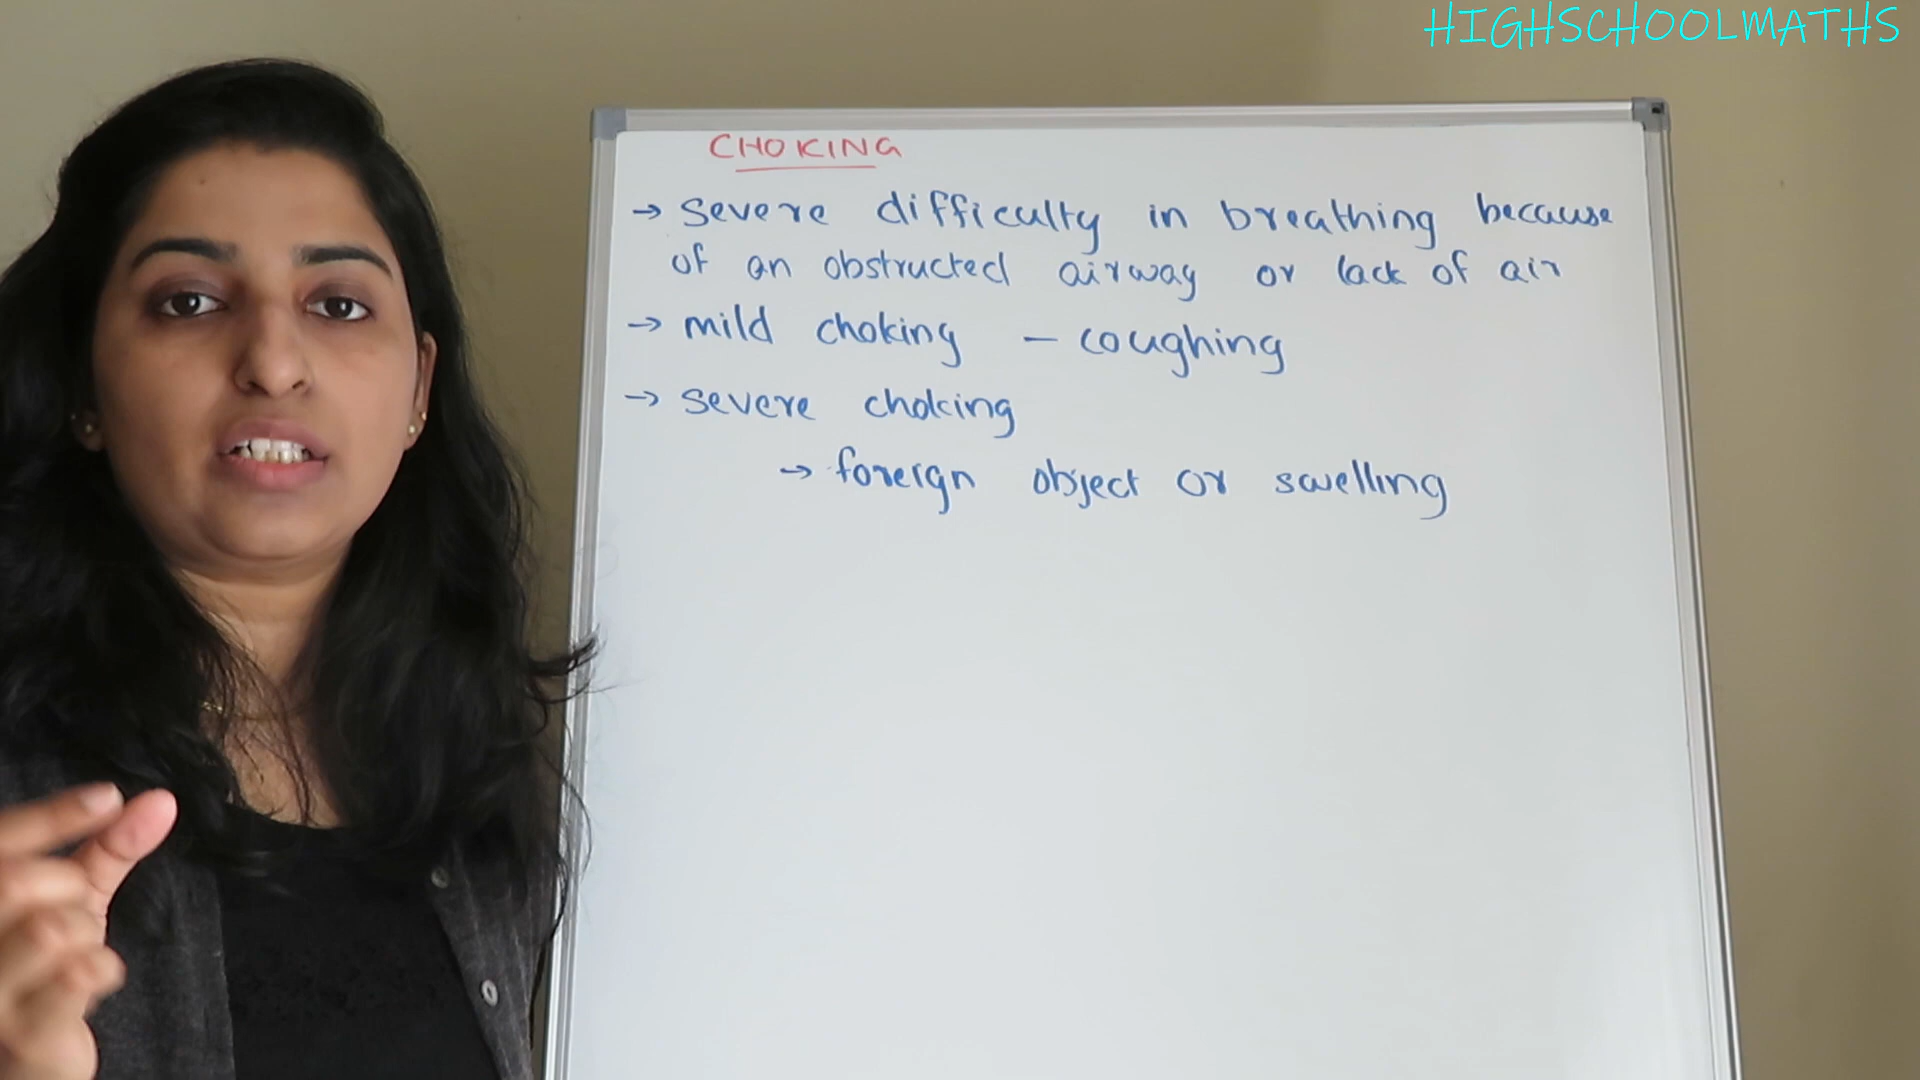 HIGHSCHOOLMATHS
CHOKING
→ severe difficulty in breathing because
of an obstructed airway or lack of air
→ mild choking – coughing
→ severe choking
→ foreign object or swelling